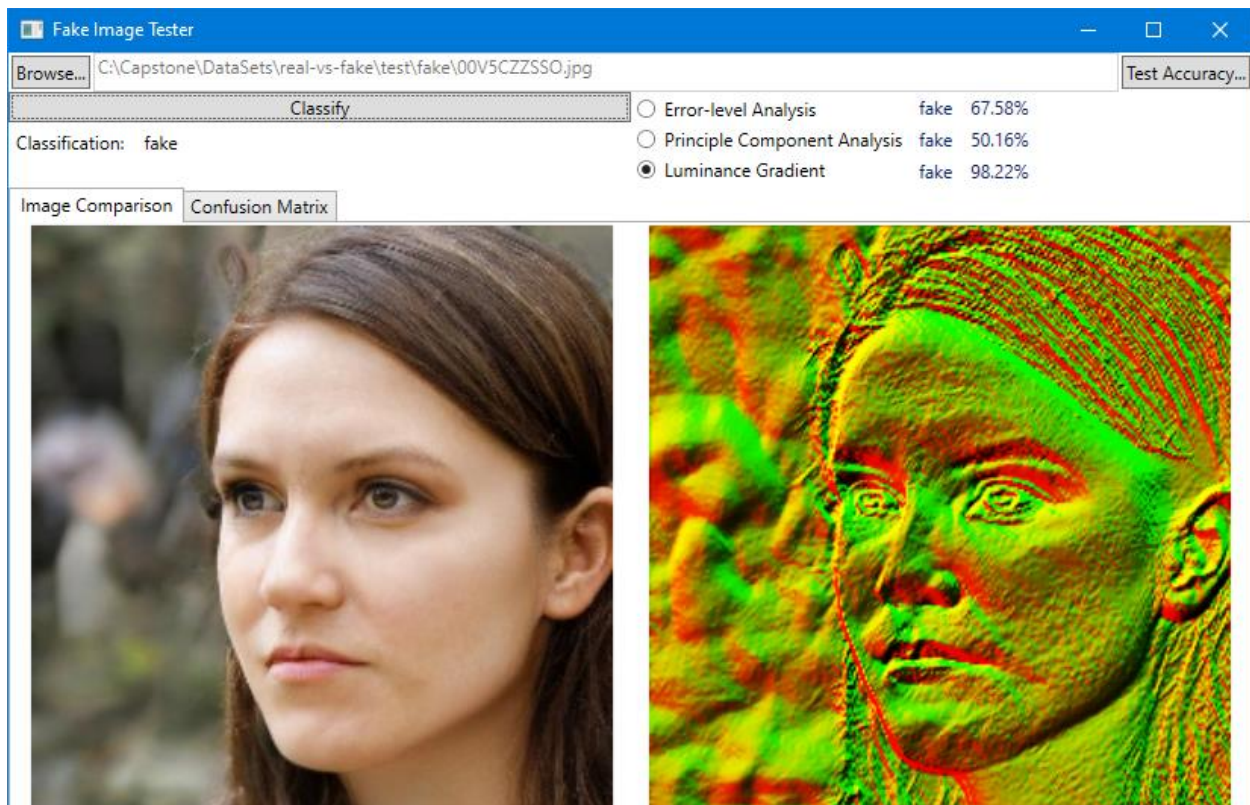 Fake Image Tester
Browse... C:\Capstone\DataSets\real-vs-fake\test\fake\00V5CZZSSO.jpg Test Accuracy...
Classify
Classification: fake
Error-level Analysis fake 67.58%
Principle Component Analysis fake 50.16%
Luminance Gradient fake 98.22%
Image Comparison Confusion Matrix